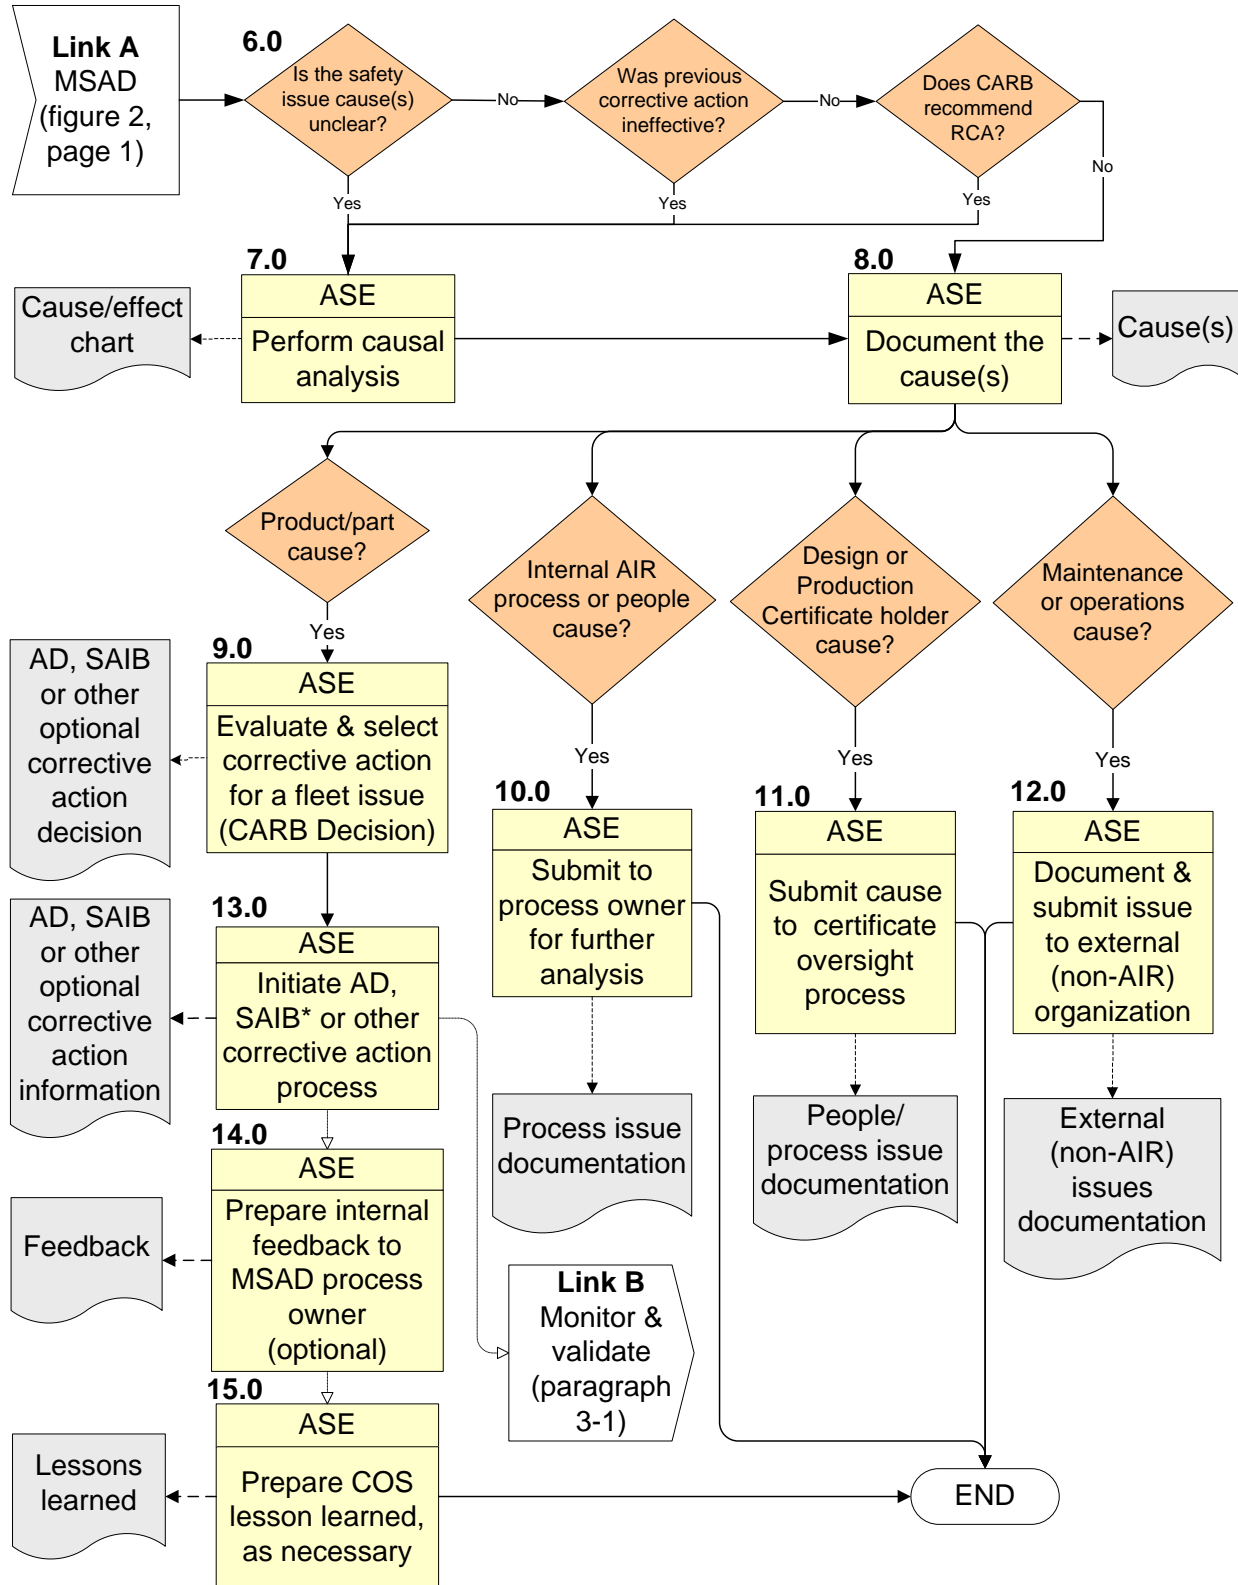 Link A
MSAD
(figure 2,
page 1)
6.0
Is the safety
issue cause(s)
unclear?
No
Was previous
corrective action
ineffective?
No
Does CARB
recommend
RCA?
No
Yes
Yes
Yes
7.0
ASE
Perform causal
analysis
Cause/effect
chart
8.0
ASE
Document the
cause(s)
Cause(s)
Product/part
cause?
Internal AIR
process or people
cause?
Design or
Production
Certificate holder
cause?
Maintenance
or operations
cause?
Yes
Yes
Yes
Yes
9.0
ASE
Evaluate & select
corrective action
for a fleet issue
(CARB Decision)
AD, SAIB
or other
optional
corrective
action
decision
10.0
ASE
Submit to
process owner
for further
analysis
11.0
ASE
Submit cause
to certificate
oversight
process
12.0
ASE
Document &
submit issue
to external
(non-AIR)
organization
13.0
ASE
Initiate AD,
SAIB* or other
corrective action
process
AD, SAIB
or other
optional
corrective
action
information
Process issue
documentation
People/
process issue
documentation
External
(non-AIR)
issues
documentation
14.0
ASE
Prepare internal
feedback to
MSAD process
owner
(optional)
Feedback
Link B
Monitor &
validate
(paragraph
3-1)
15.0
ASE
Prepare COS
lesson learned,
as necessary
Lessons
learned
END